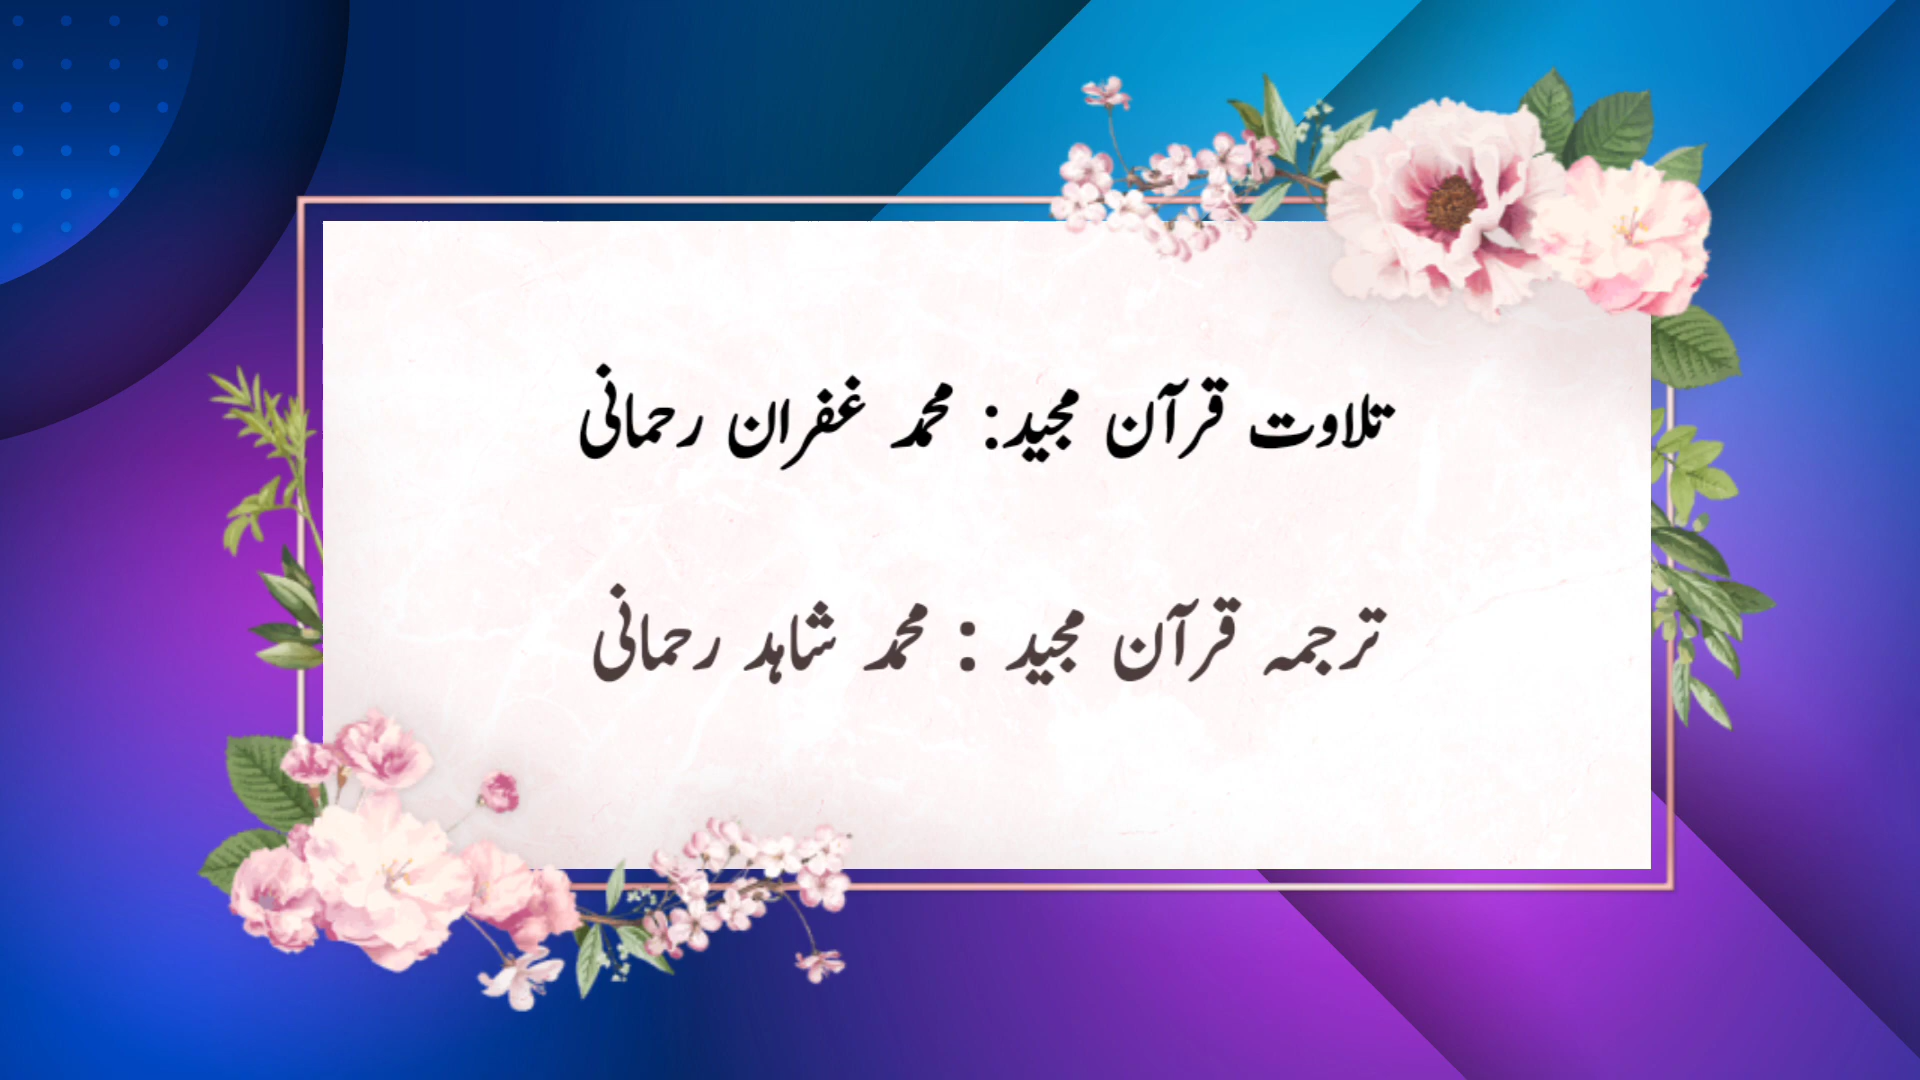 تلاوت قرآن مجید: محمد غفران رحمانی
ترجمہ قرآن مجید : محمد شاہد رحمانی